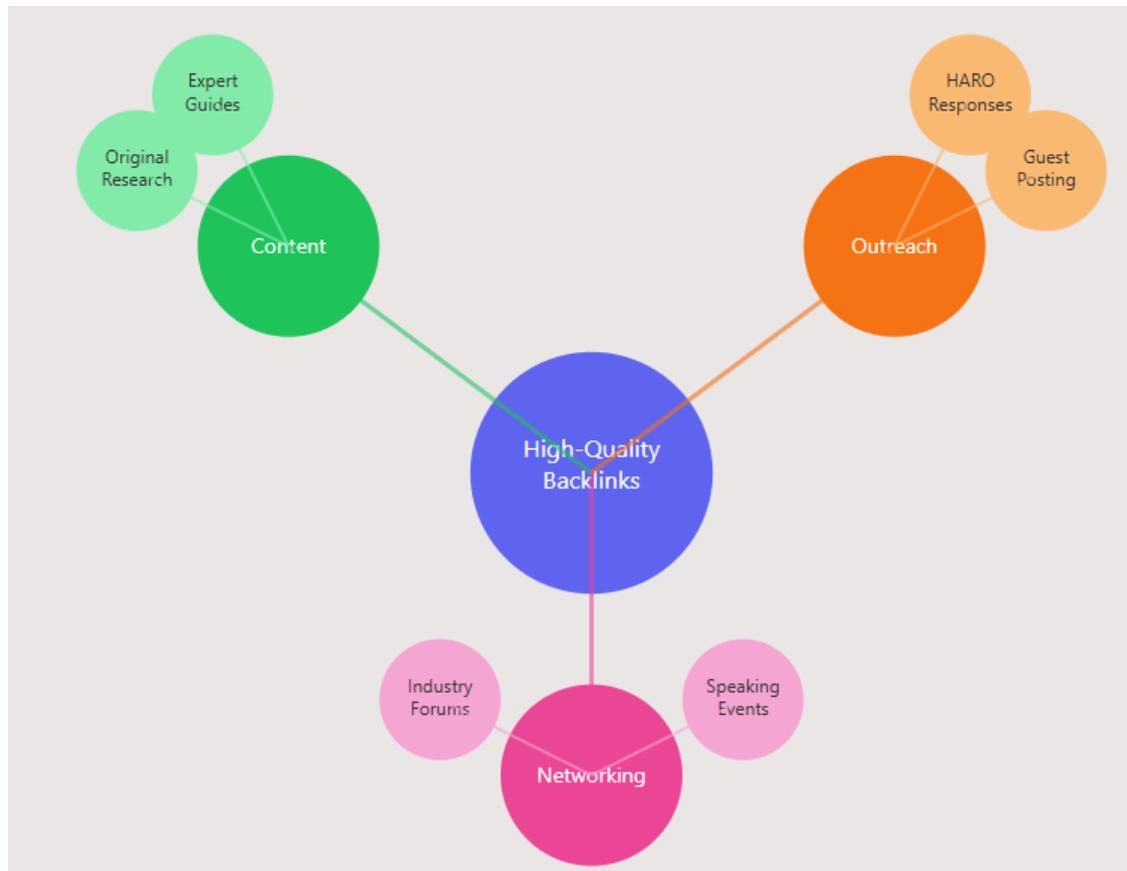 Expert
Guides
Original
Research
Content
HARO
Responses
Guest
Posting
Outreach
High-Quality
Backlinks
Industry
Forums
Speaking
Events
Networking